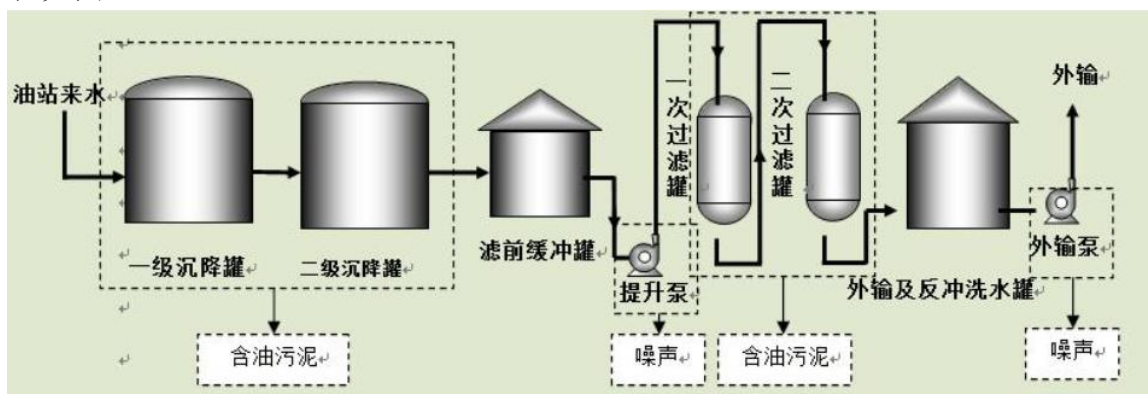 油站来水
一级沉降罐
二级沉降罐
滤前缓冲罐
提升泵
一次过滤罐
二次过滤罐
外输及反冲洗水罐
外输
外输泵
含油污泥
噪声
含油污泥
噪声